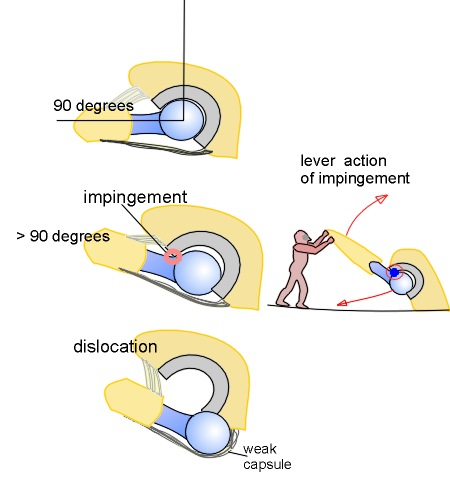 90 degrees
impingement
> 90 degrees
lever action
of impingement
dislocation
weak
capsule